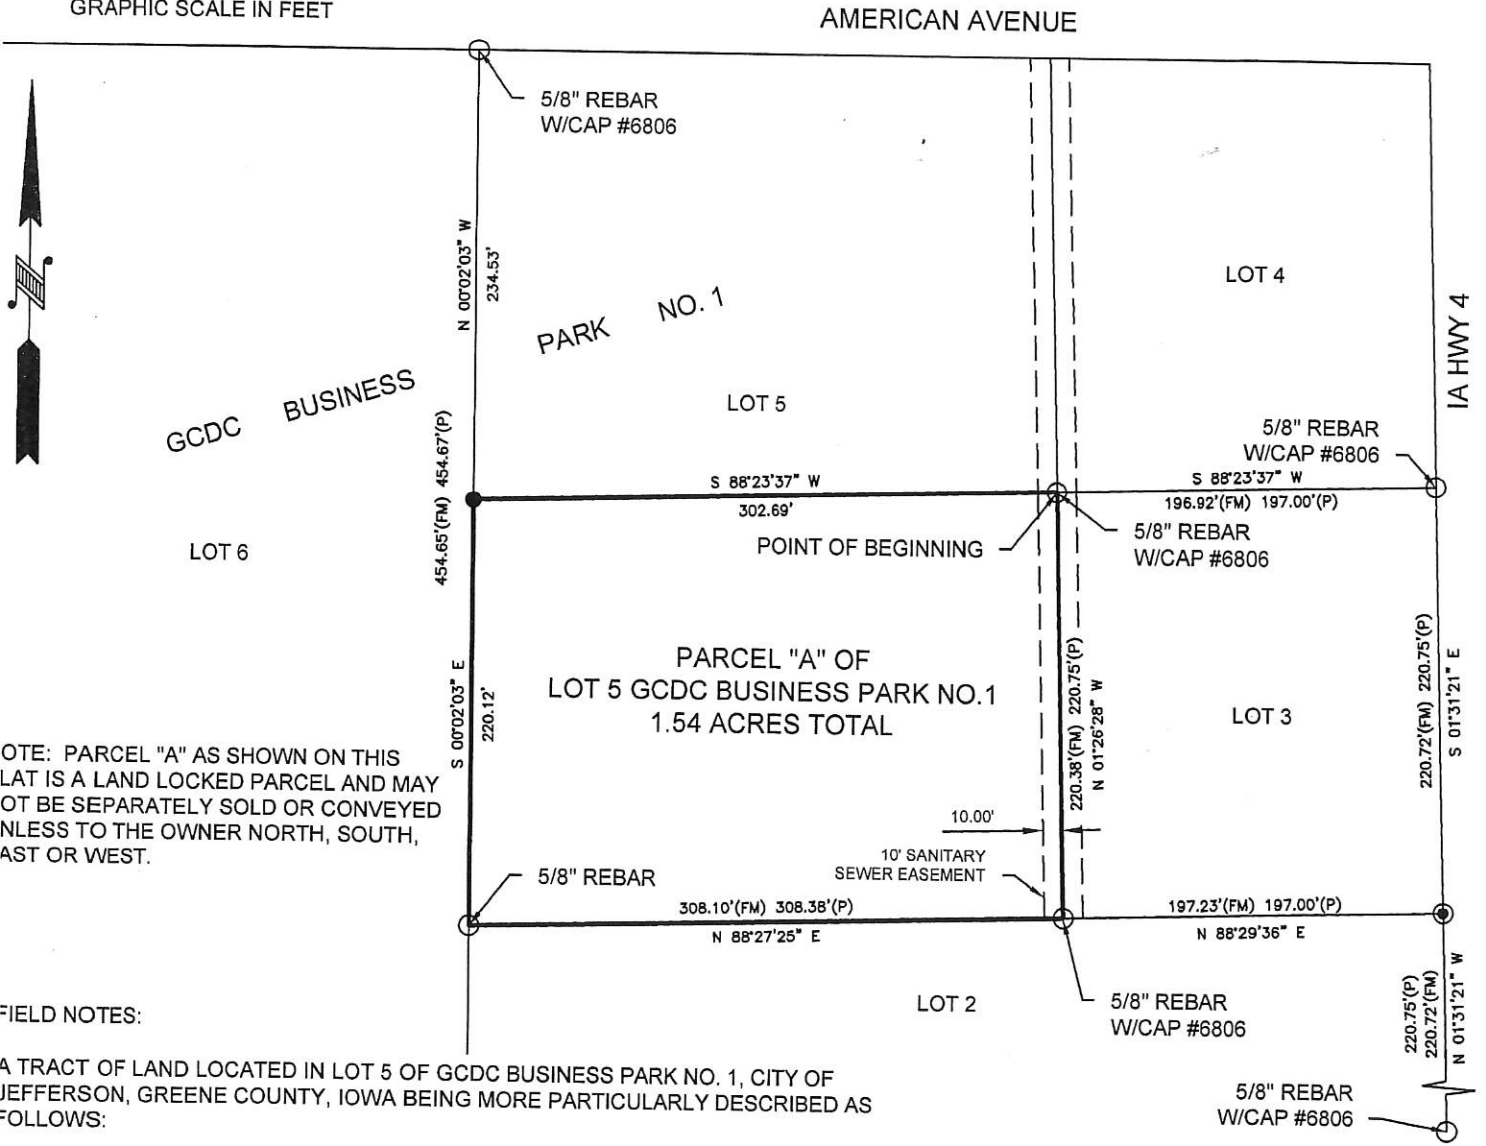 GRAPHIC SCALE IN FEET
AMERICAN AVENUE
5/8" REBAR
W/CAP #6806
N 00°02'03" W
234.53'
LOT 4
IA HWY 4
GCDC BUSINESS PARK NO. 1
LOT 5
454.65'(FM) 454.67'(P)
5/8" REBAR
W/CAP #6806
S 88°23'37" W
302.69'
S 88°23'37" W
196.92'(FM) 197.00'(P)
POINT OF BEGINNING
5/8" REBAR
W/CAP #6806
LOT 6
PARCEL "A" OF
LOT 5 GCDC BUSINESS PARK NO.1
1.54 ACRES TOTAL
S 00°02'03" E
220.12'
220.38'(FM) 220.75'(P)
N 01°26'28" W
LOT 3
220.72'(FM) 220.75'(P)
S 01°31'21" E
OTE: PARCEL "A" AS SHOWN ON THIS
LAT IS A LAND LOCKED PARCEL AND MAY
OT BE SEPARATELY SOLD OR CONVEYED
NLESS TO THE OWNER NORTH, SOUTH,
AST OR WEST.
10.00'
10' SANITARY
SEWER EASEMENT
5/8" REBAR
308.10'(FM) 308.38'(P)
N 88°27'25" E
197.23'(FM) 197.00'(P)
N 88°29'36" E
LOT 2
5/8" REBAR
W/CAP #6806
220.75'(P)
220.72'(FM)
N 01°31'21" W
FIELD NOTES:
A TRACT OF LAND LOCATED IN LOT 5 OF GCDC BUSINESS PARK NO. 1, CITY OF
JEFFERSON, GREENE COUNTY, IOWA BEING MORE PARTICULARLY DESCRIBED AS
FOLLOWS:
5/8" REBAR
W/CAP #6806